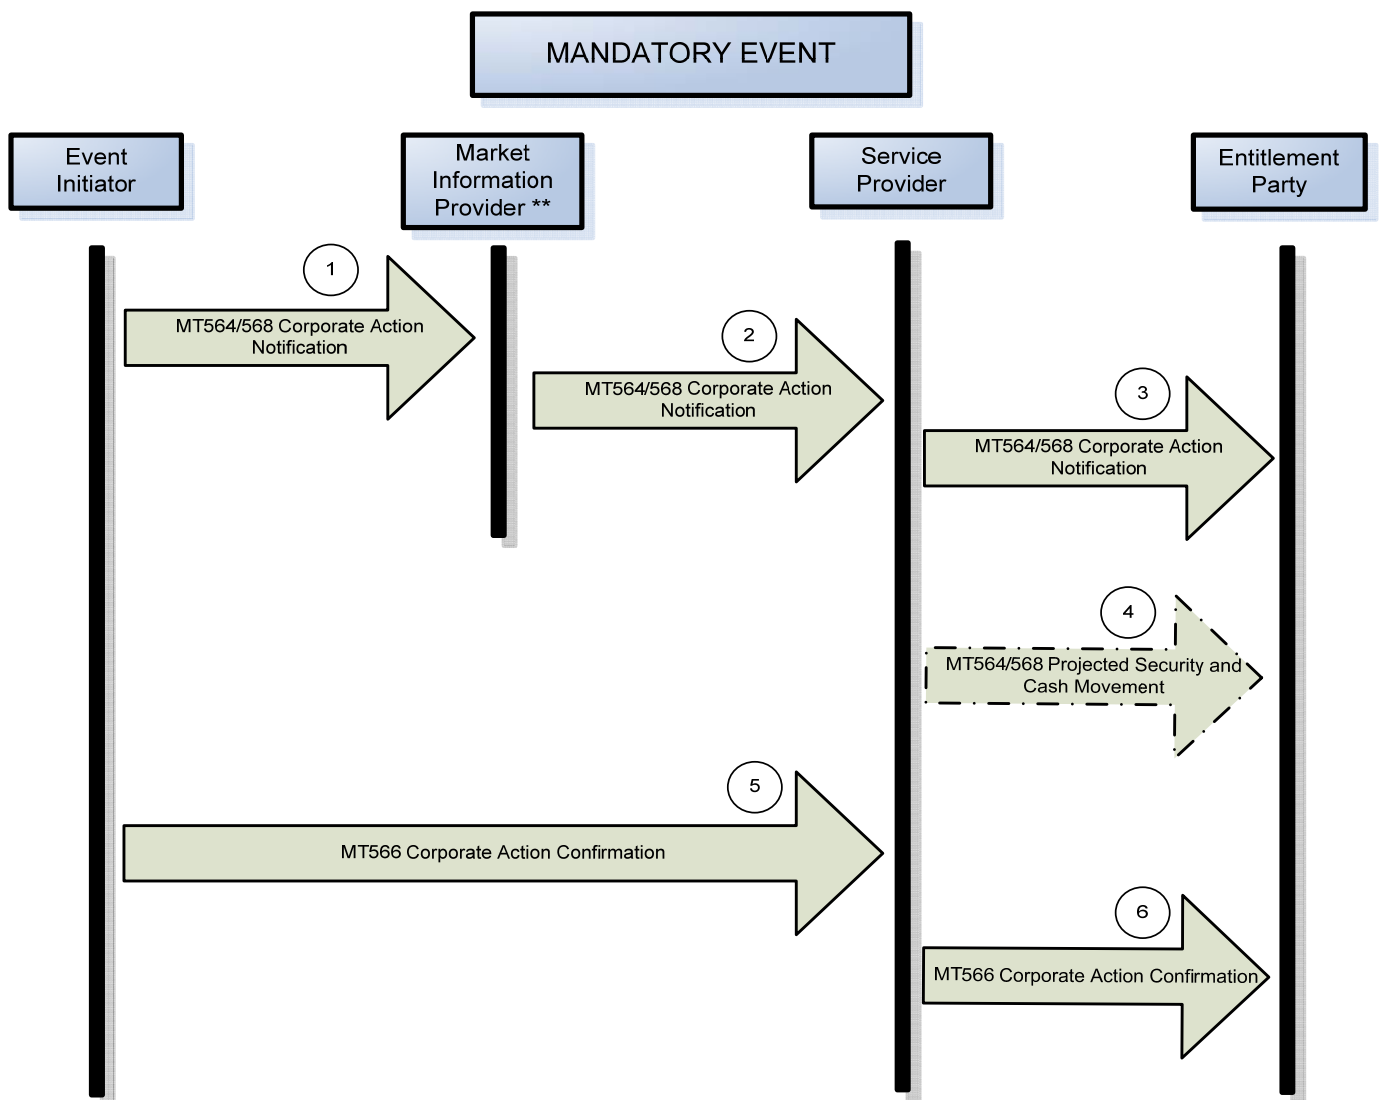 MANDATORY EVENT
Event
Initiator
Market
Information
Provider **
Service
Provider
Entitlement
Party
1
MT564/568 Corporate Action
Notification
2
MT564/568 Corporate Action
Notification
3
MT564/568 Corporate Action
Notification
4
MT564/568 Projected Security and
Cash Movement
5
MT566 Corporate Action Confirmation
6
MT566 Corporate Action Confirmation